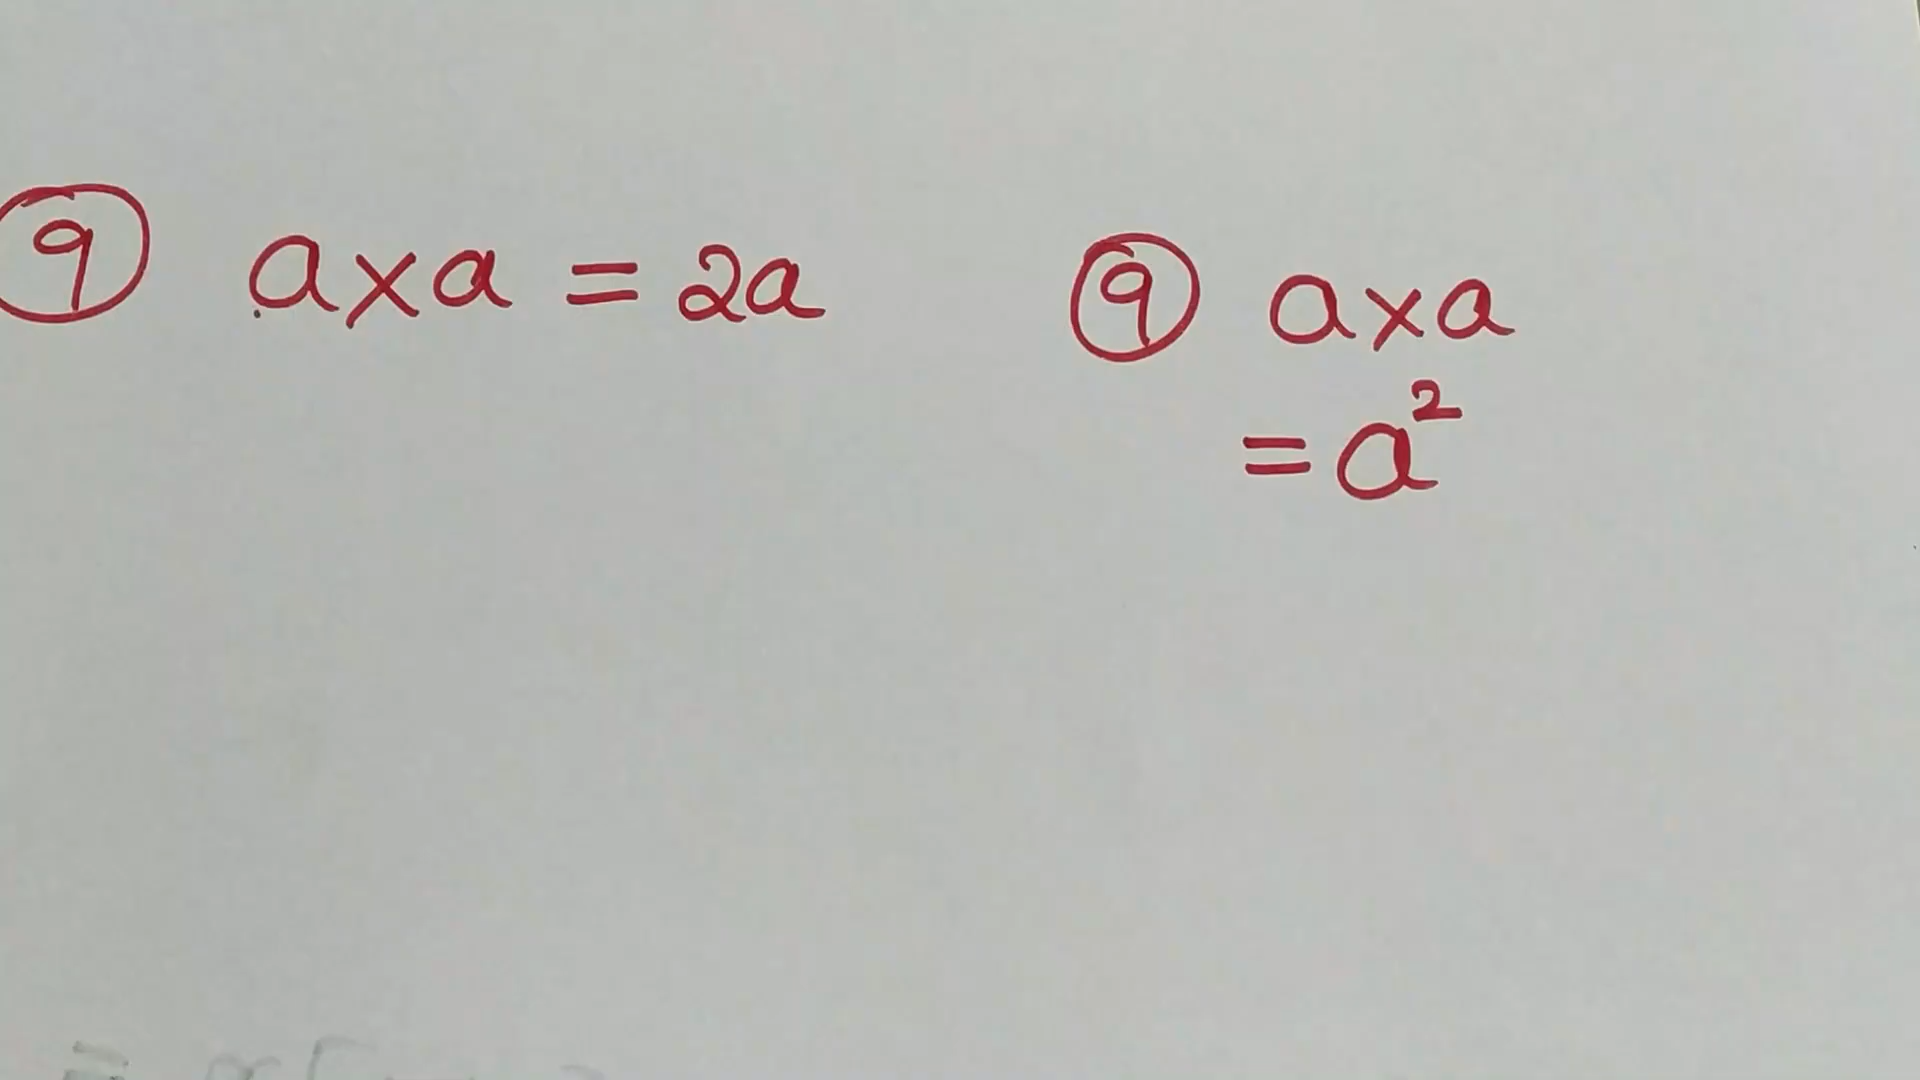 9 a×a = 2a
9 a×a
= a²